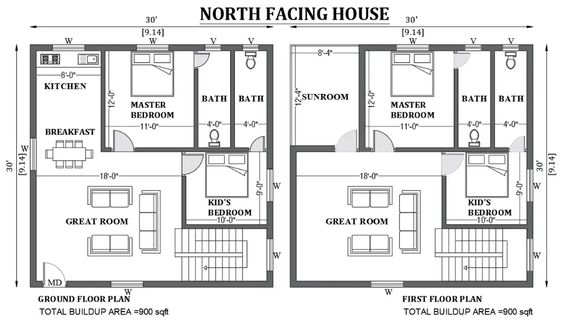 NORTH FACING HOUSE
30'
[9.14]
30'
[9.14]
W
V
V
W
V
V
8'-0"
KITCHEN
12'-0"
MASTER
BEDROOM
11'-0"
BATH
4'-0"
BATH
4'-0"
BREAKFAST
W
30'
[9.14]
18'-0"
GREAT ROOM
KID'S
BEDROOM
10'-0"
9'-0"
W
W
MD
W
8'-4"
12'-4"
SUNROOM
12'-0"
MASTER
BEDROOM
11'-0"
BATH
4'-0"
BATH
4'-0"
30'
[9.14]
18'-0"
GREAT ROOM
KID'S
BEDROOM
10'-0"
9'-0"
W
W
W
GROUND FLOOR PLAN
TOTAL BUILDUP AREA =900 sqft
FIRST FLOOR PLAN
TOTAL BUILDUP AREA =900 sqft